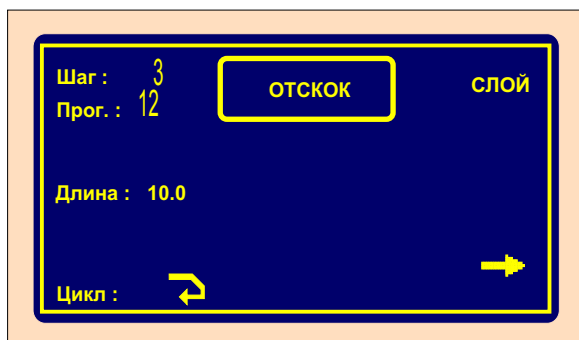 Шаг : 3
ОТСКОК
СЛОЙ
Прог. : 12
Длина : 10.0
Цикл :